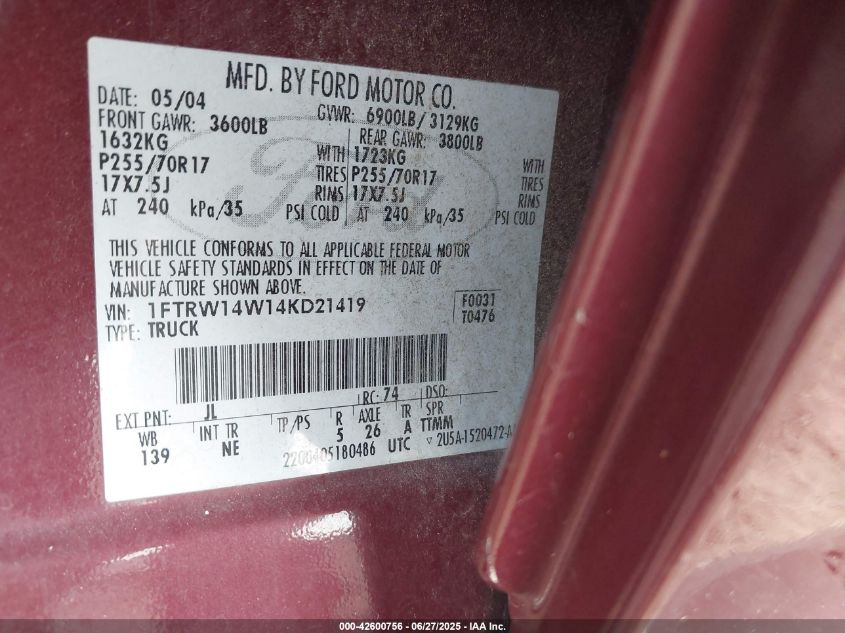 MFD. BY FORD MOTOR CO.
DATE: 05/04 GVWR: 6900LB / 3129KG
FRONT GAWR: 3600LB REAR GAWR: 3800LB
1632KG WITH 1723KG WITH
P255/70R17 TIRES P255/70R17 TIRES
17X7.5J RIMS 17X7.5J RIMS
AT 240 kPa/35 PSI COLD AT 240 kPa/35 PSI COLD
Ford
THIS VEHICLE CONFORMS TO ALL APPLICABLE FEDERAL MOTOR
VEHICLE SAFETY STANDARDS IN EFFECT ON THE DATE OF
MANUFACTURE SHOWN ABOVE.
VIN: 1FTRW14W14KD21419 F0031
TYPE: TRUCK T0476
EXT PNT: JL RC: 74 DSO:
WB INT TR TP/PS R AXLE TR SPR
139 NE 5 26 A TTMM
2200405180486 UTC ▽ 2U5A-1520472-A
000-42600756 | 06/27/2025 | IAA Inc.